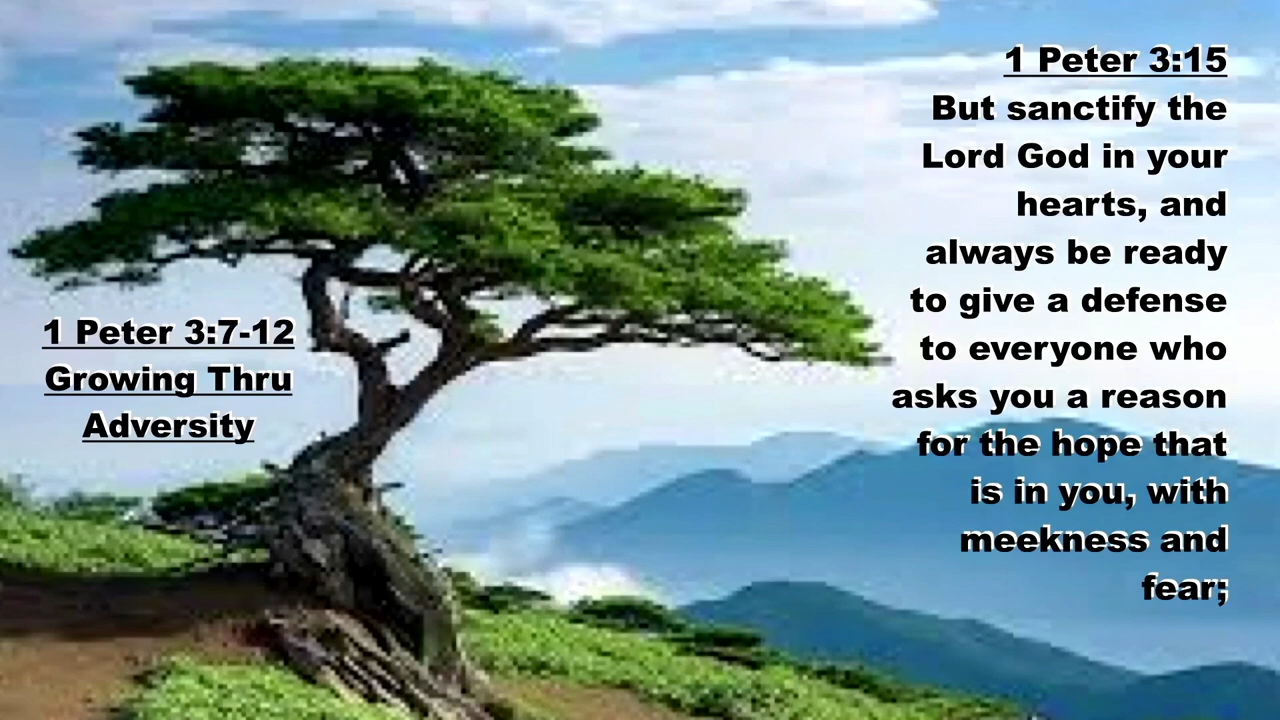 1 Peter 3:7-12
Growing Thru
Adversity
1 Peter 3:15
But sanctify the
Lord God in your
hearts, and
always be ready
to give a defense
to everyone who
asks you a reason
for the hope that
is in you, with
meekness and
fear;